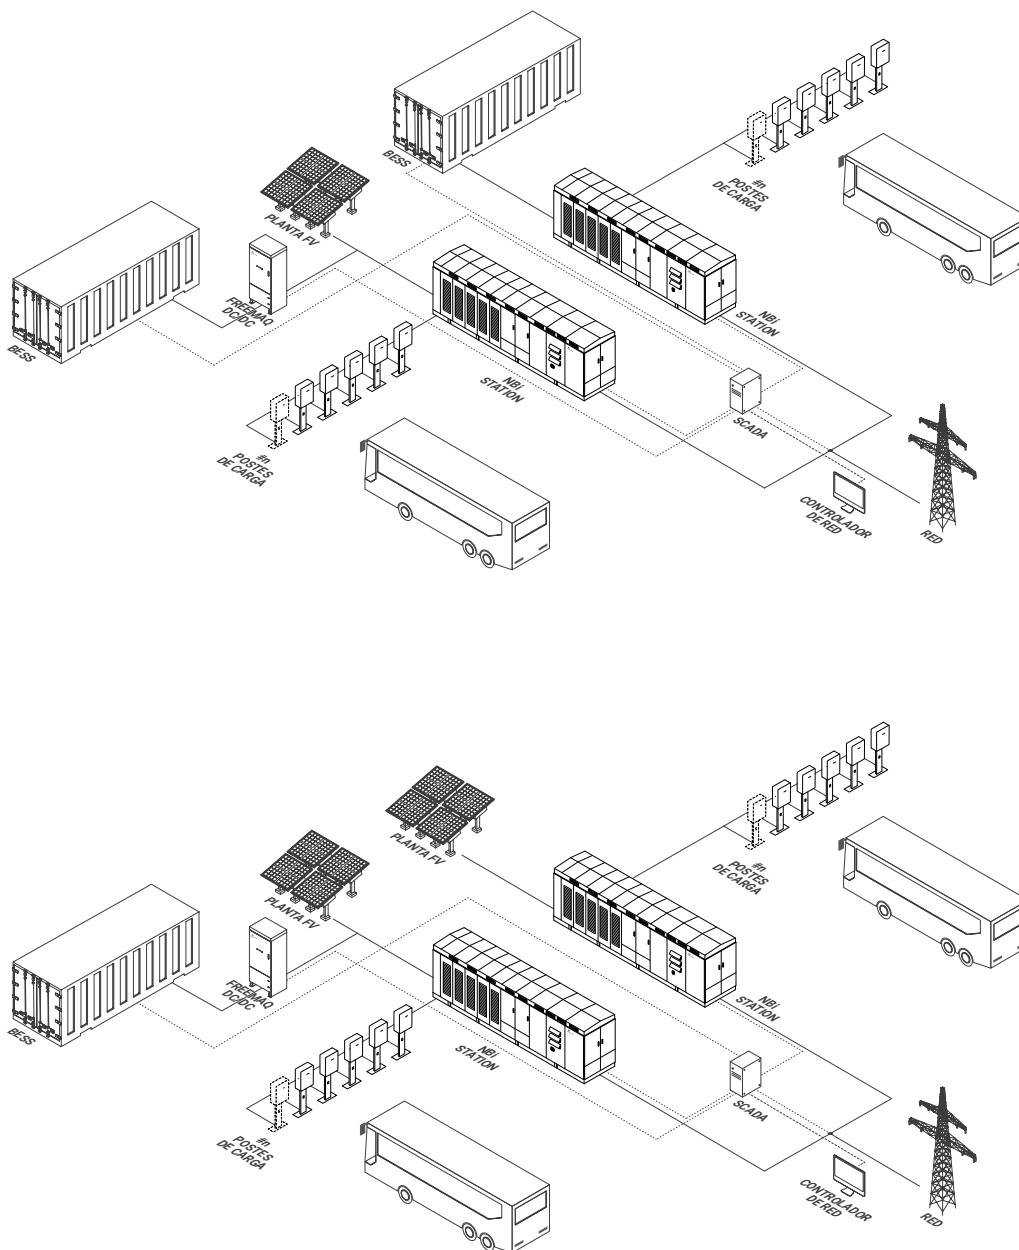 BESS
PLANTA FV
#n
POSTES
DE CARGA
FREEMAQ
DC/DC
BESS
NBi
STATION
NBi
STATION
SCADA
#n
POSTES
DE CARGA
CONTROLADOR
DE RED
RED
PLANTA FV
PLANTA FV
#n
POSTES
DE CARGA
FREEMAQ
DC/DC
BESS
NBi
STATION
NBi
STATION
SCADA
#n
POSTES
DE CARGA
CONTROLADOR
DE RED
RED